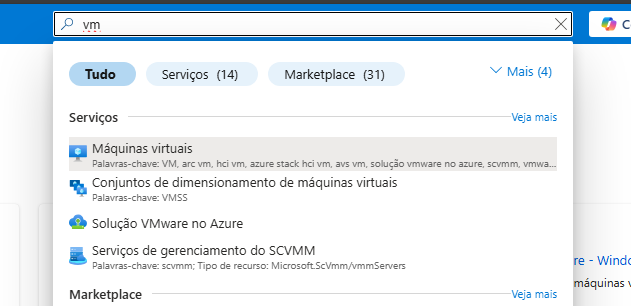 vm
C
Tudo
Serviços (14)
Marketplace (31)
Mais (4)
Serviços
Veja mais
Máquinas virtuais
Palavras-chave: VM, arc vm, hci vm, azure stack hci vm, avs vm, solução vmware no azure, scvmm, vmwa...
Conjuntos de dimensionamento de máquinas virtuais
Palavras-chave: VMSS
Solução VMware no Azure
Serviços de gerenciamento do SCVMM
Palavras-chave: scvmm; Tipo de recurso: Microsoft.ScVmm/vmmServers
re - Windo
máquinas v
Marketplace
Veja mais